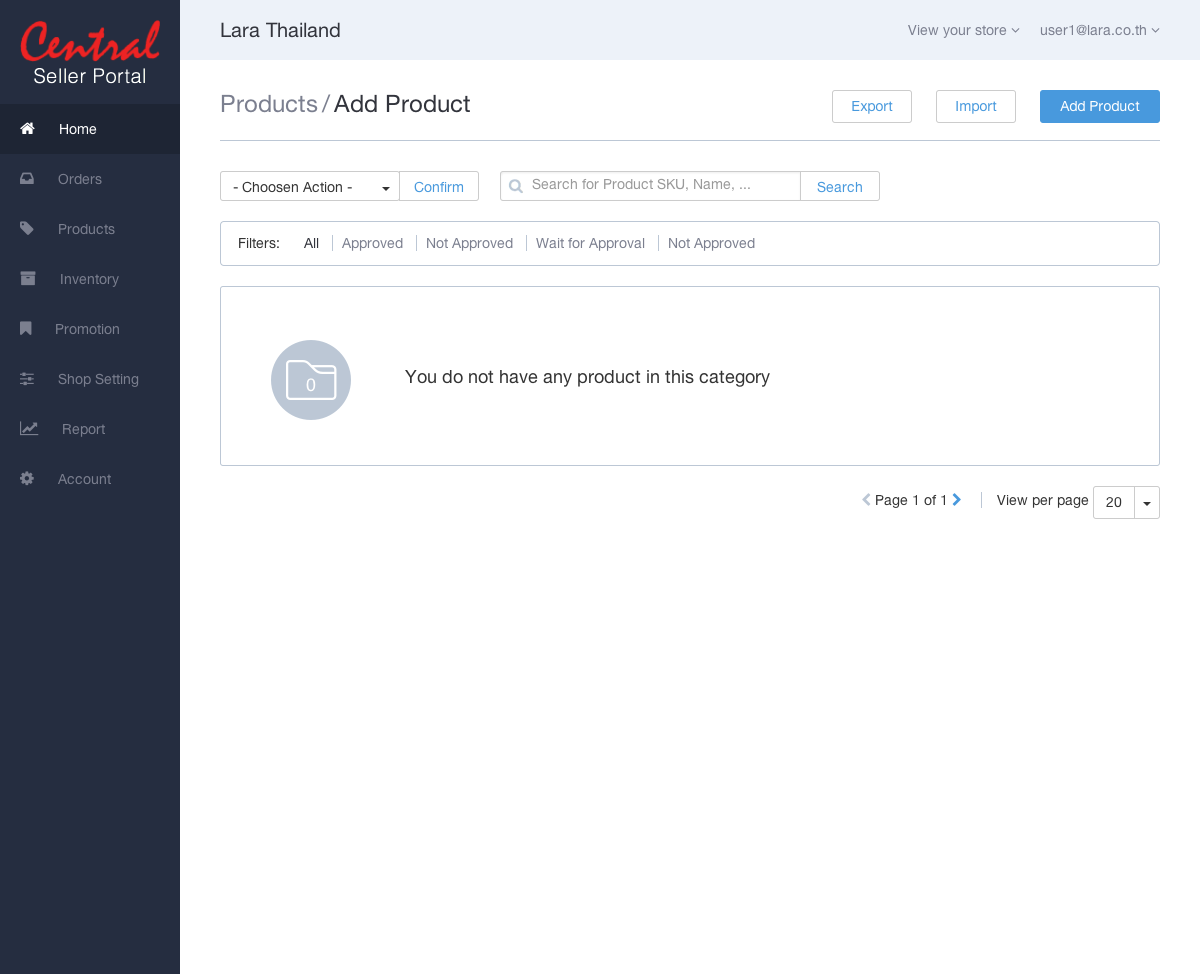 Central
Seller Portal
Home
Orders
Products
Inventory
Promotion
Shop Setting
Report
Account
Lara Thailand
View your store
user1@lara.co.th
Products / Add Product
Export
Import
Add Product
- Choosen Action -
Confirm
Search for Product SKU, Name, ...
Search
Filters: All Approved Not Approved Wait for Approval Not Approved
0
You do not have any product in this category
Page 1 of 1
View per page 20